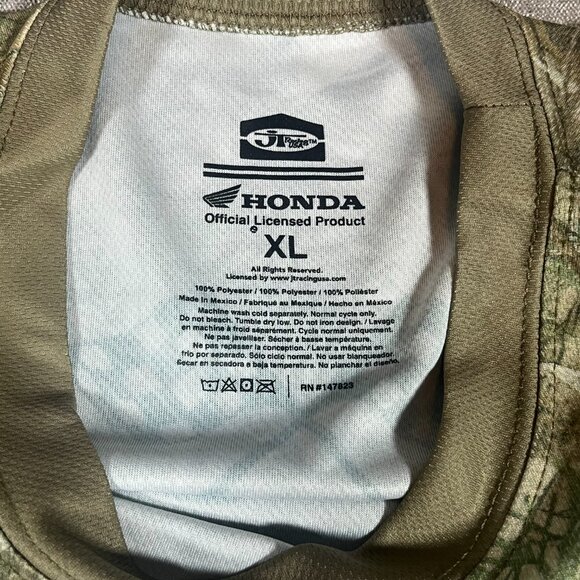 JT Racing™
HONDA
Official Licensed Product
XL
All Rights Reserved.
Licensed by www.jtracingusa.com
100% Polyester / 100% Polyester / 100% Poliéster
Made In Mexico / Fabriqué au Mexique / Hecho en México
Machine wash cold separately. Normal cycle only.
Do not bleach. Tumble dry low. Do not iron design. / Lavage
en machine à froid séparément. Cycle normal uniquement.
Ne pas javelliser. Sécher à basse température.
Ne pas repasser la conception. / Lavar a máquina en
frío por separado. Sólo ciclo normal. No usar blanqueador.
Secar en secadora a baja temperatura. No planchar el diseño.
RN #147823